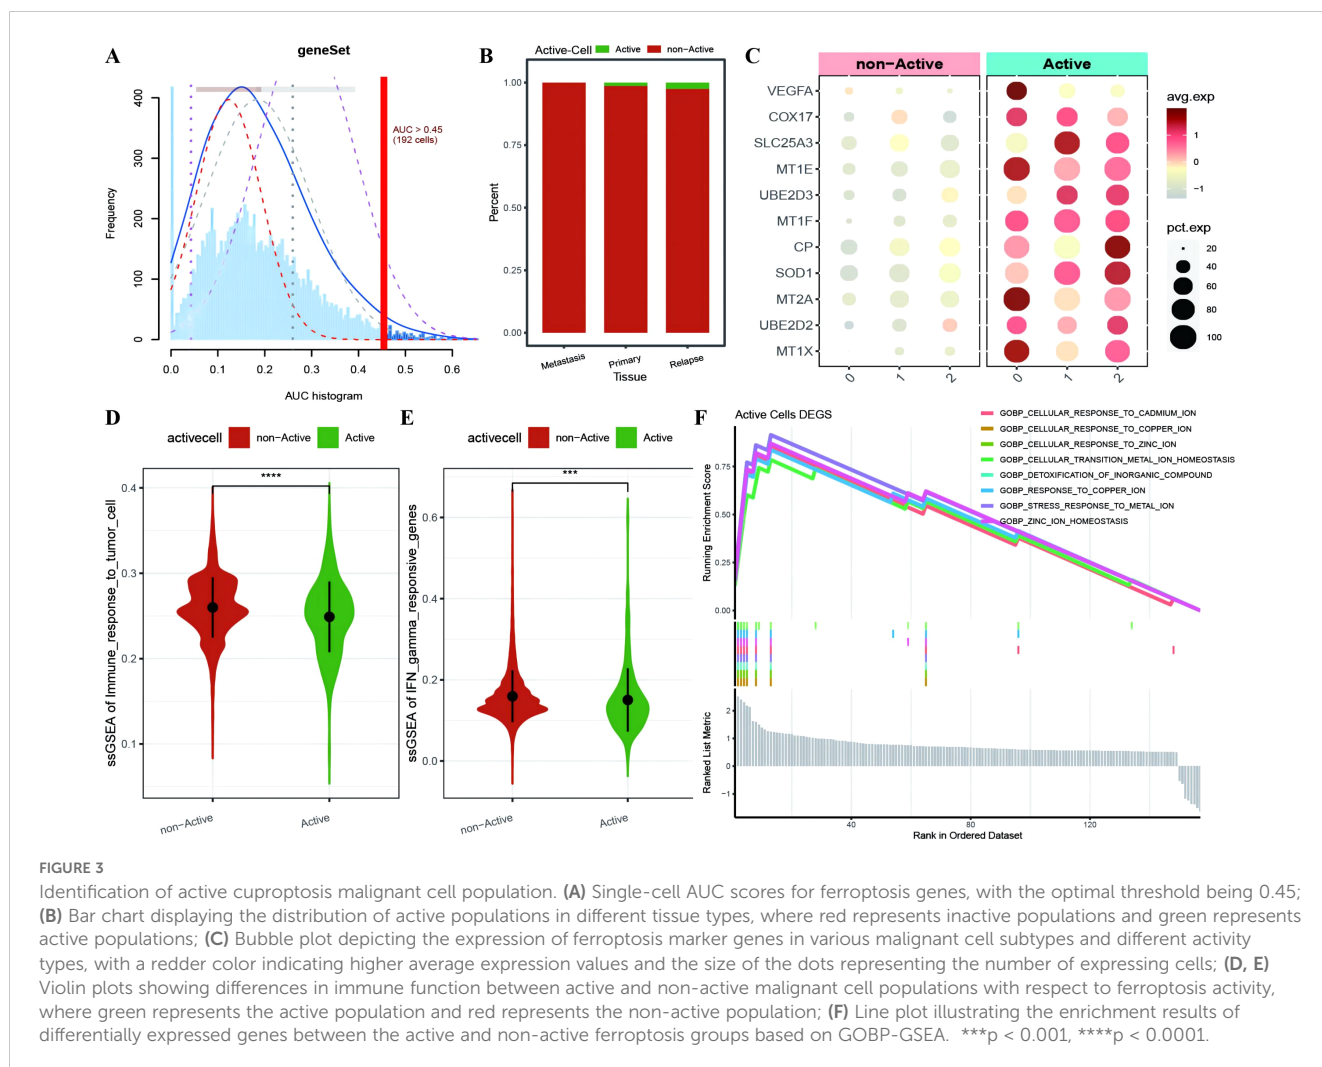 A
geneSet
AUC > 0.45
(192 cells)
Frequency
400
300
200
100
0
0.0 0.1 0.2 0.3 0.4 0.5 0.6
AUC histogram
B
Active-Cell Active non-Active
Percent
1.00
0.75
0.50
0.25
0.00
Metastasis Primary Relapse
Tissue
C
non-Active Active
VEGFA
COX17
SLC25A3
MT1E
UBE2D3
MT1F
CP
SOD1
MT2A
UBE2D2
MT1X
0 1 2 0 1 2
avg.exp
1
0
−1
pct.exp
20
40
60
80
100
D
activecell non-Active Active
****
ssGSEA of Immune_response_to_tumor_cell
0.4
0.3
0.2
0.1
non-Active Active
E
activecell non-Active Active
***
ssGSEA of IFN_gamma_responsive_genes
0.6
0.4
0.2
0.0
non-Active Active
F
Active Cells DEGS
GOBP_CELLULAR_RESPONSE_TO_CADMIUM_ION
GOBP_CELLULAR_RESPONSE_TO_COPPER_ION
GOBP_CELLULAR_RESPONSE_TO_ZINC_ION
GOBP_CELLULAR_TRANSITION_METAL_ION_HOMEOSTASIS
GOBP_DETOXIFICATION_OF_INORGANIC_COMPOUND
GOBP_RESPONSE_TO_COPPER_ION
GOBP_STRESS_RESPONSE_TO_METAL_ION
GOBP_ZINC_ION_HOMEOSTASIS
Running Enrichment Score
0.75
0.50
0.25
0.00
Ranked List Metric
2
1
0
−1
40 80 120
Rank in Ordered Dataset
FIGURE 3
Identification of active cuproptosis malignant cell population. (A) Single-cell AUC scores for ferroptosis genes, with the optimal threshold being 0.45;
(B) Bar chart displaying the distribution of active populations in different tissue types, where red represents inactive populations and green represents
active populations; (C) Bubble plot depicting the expression of ferroptosis marker genes in various malignant cell subtypes and different activity
types, with a redder color indicating higher average expression values and the size of the dots representing the number of expressing cells; (D, E)
Violin plots showing differences in immune function between active and non-active malignant cell populations with respect to ferroptosis activity,
where green represents the active population and red represents the non-active population; (F) Line plot illustrating the enrichment results of
differentially expressed genes between the active and non-active ferroptosis groups based on GOBP-GSEA. ***p < 0.001, ****p < 0.0001.